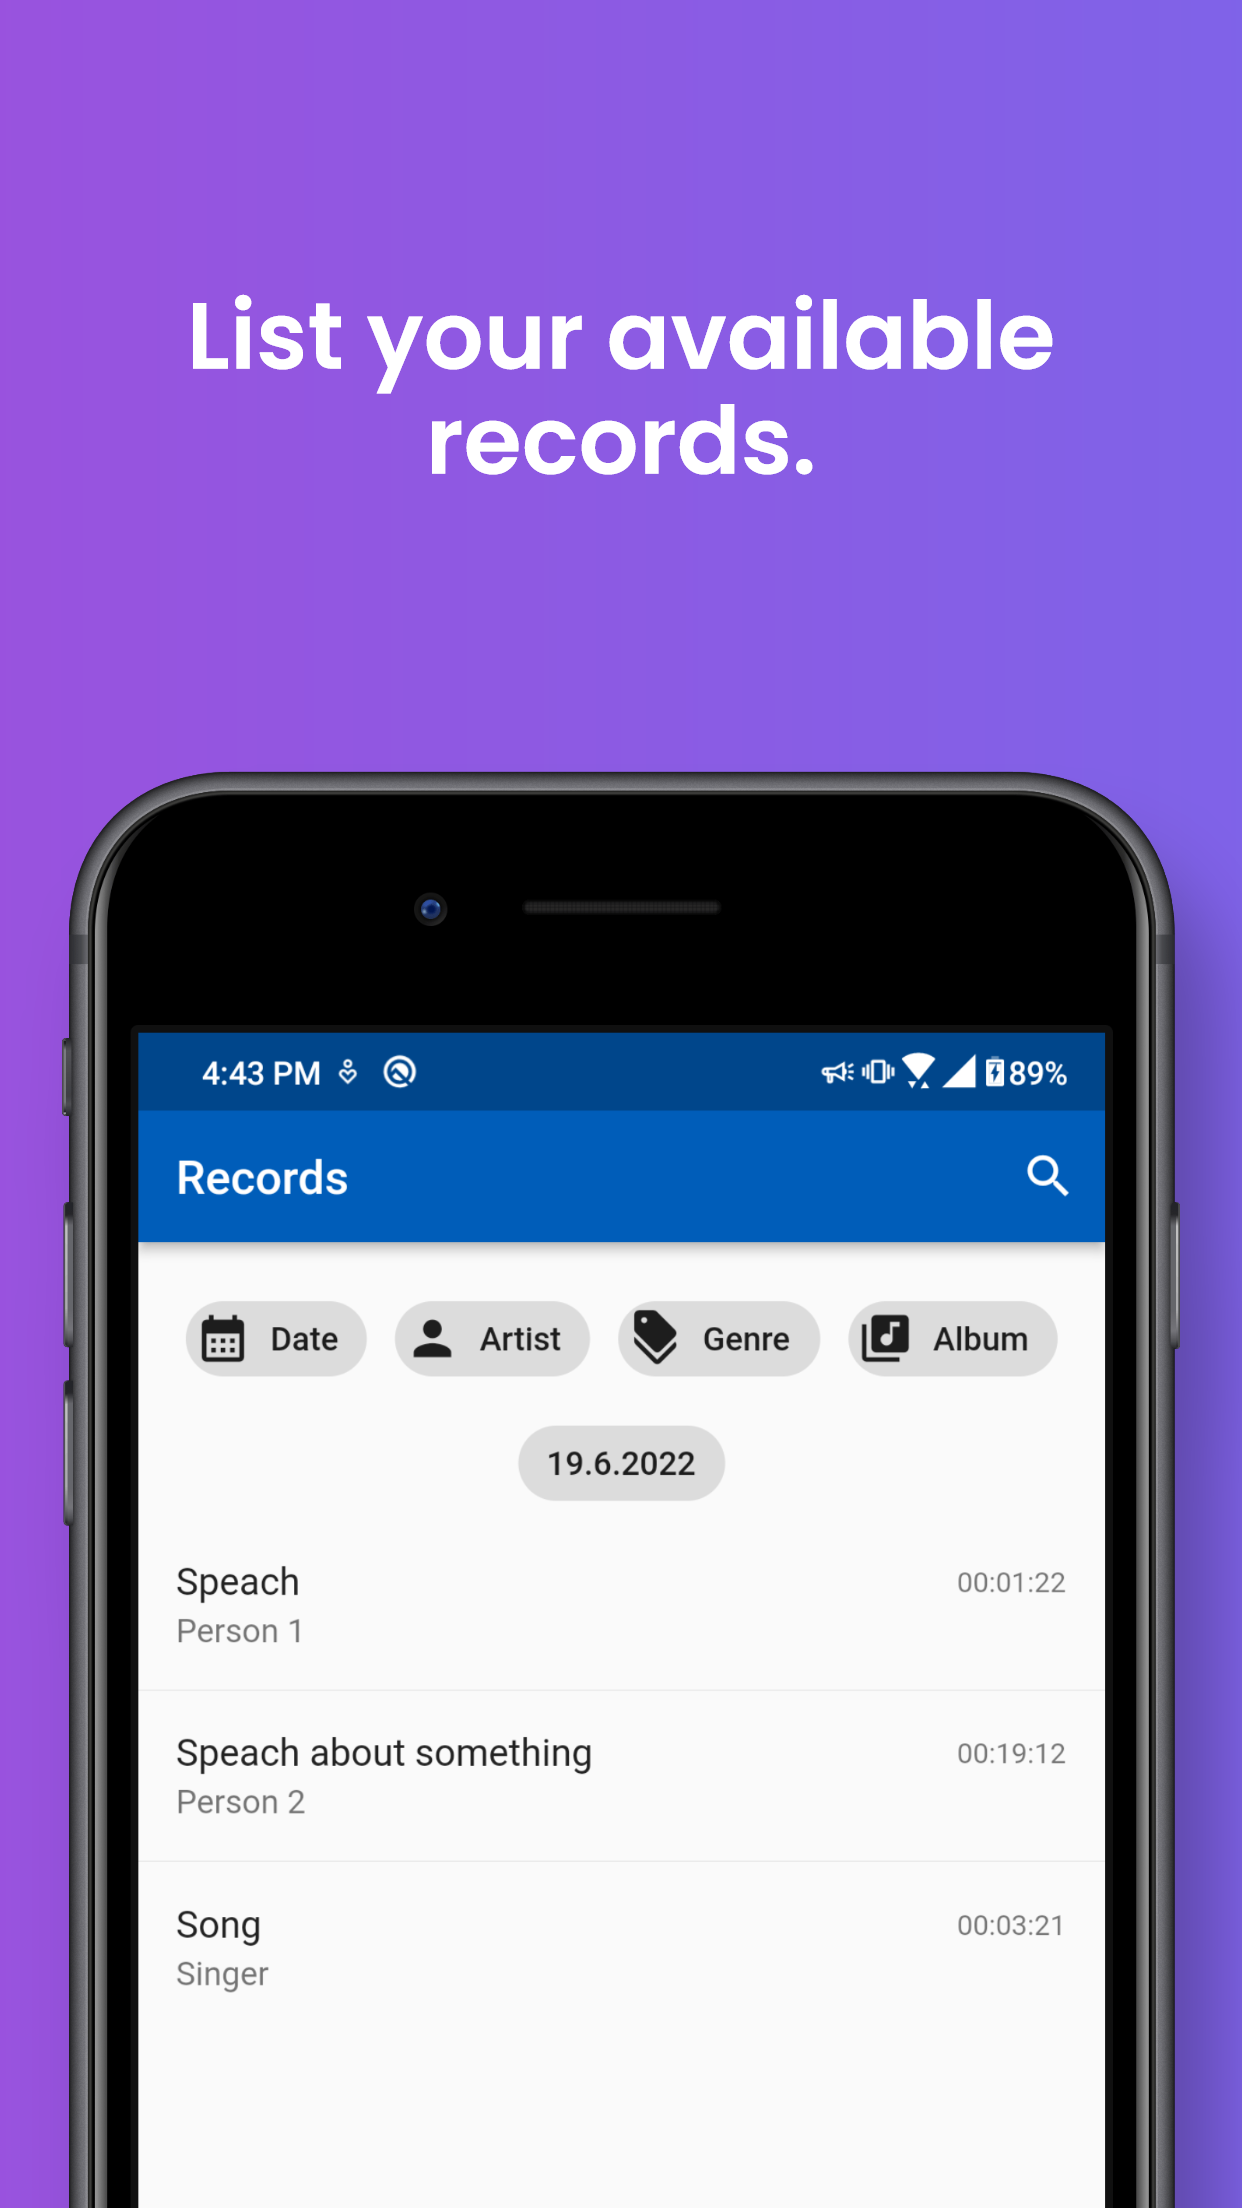 List your available
records.
4:43 PM 89%
Records
Date Artist Genre Album
19.6.2022
Speach 00:01:22
Person 1
Speach about something 00:19:12
Person 2
Song 00:03:21
Singer